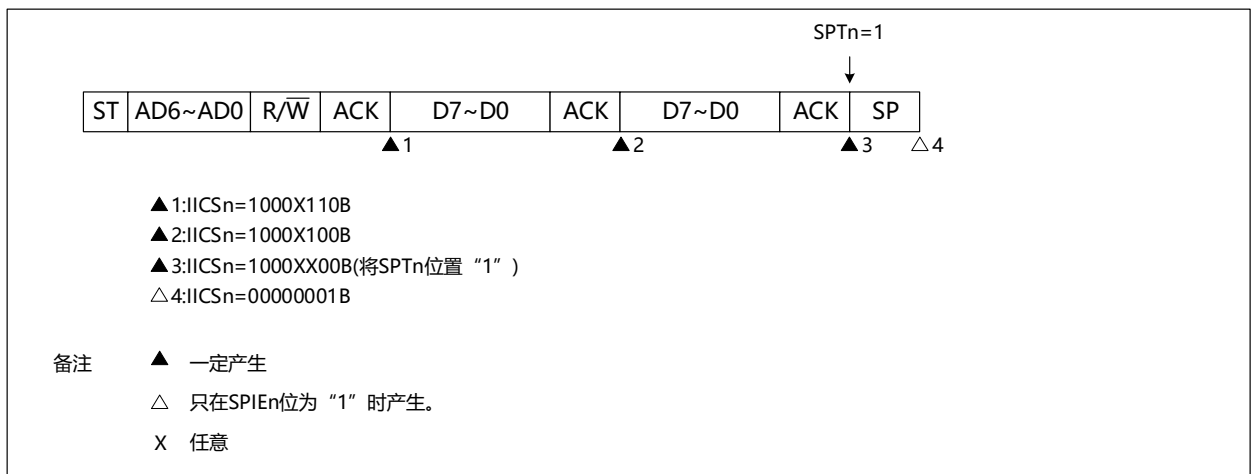 SPTn=1
ST AD6~AD0 R/W̅ ACK D7~D0 ACK D7~D0 ACK SP
▲1 ▲2 ▲3 △4
▲1:IICSn=1000X110B
▲2:IICSn=1000X100B
▲3:IICSn=1000XX00B(将SPTn位置“1”)
△4:IICSn=00000001B
备注 ▲ 一定产生
△ 只在SPIEn位为“1”时产生。
X 任意